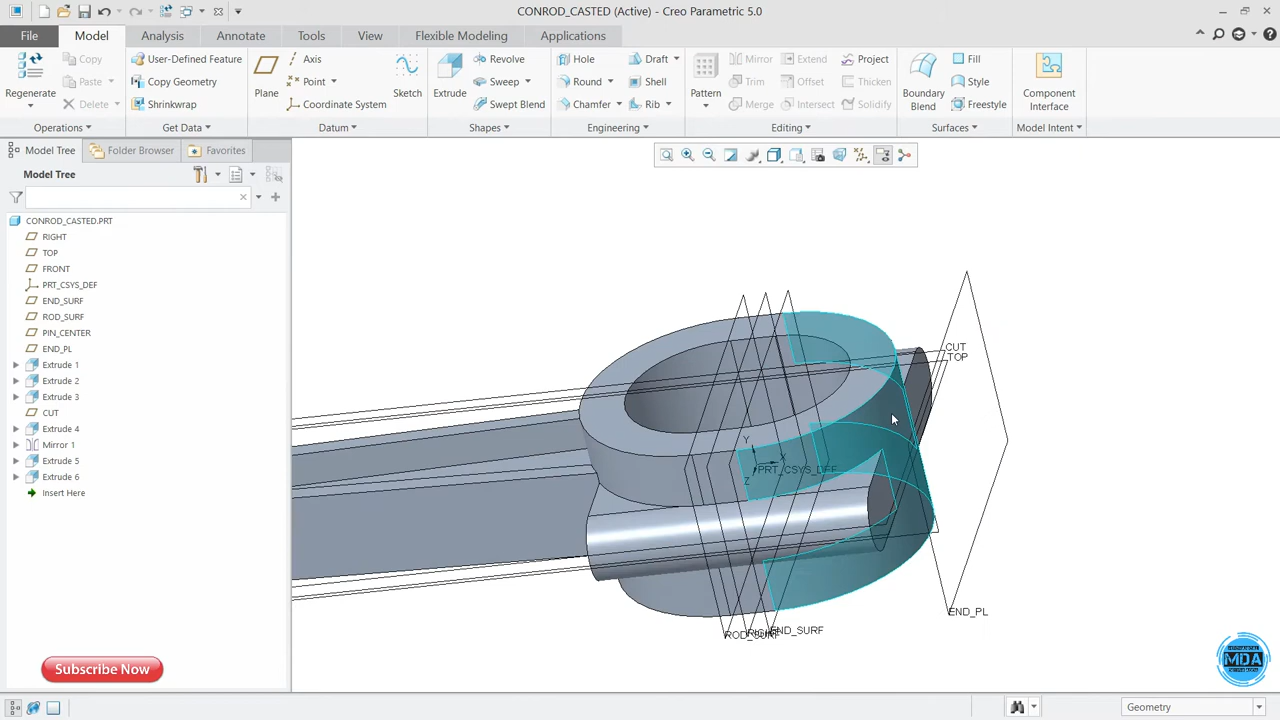 CONROD_CASTED (Active) - Creo Parametric 5.0
File Model Analysis Annotate Tools View Flexible Modeling Applications
Regenerate Copy Paste Delete
User-Defined Feature Copy Geometry Shrinkwrap
Plane Axis Point Coordinate System Sketch
Extrude Revolve Sweep Swept Blend
Hole Round Chamfer Draft Shell Rib
Pattern Mirror Trim Merge Extend Offset Intersect Project Thicken Solidify
Boundary Blend Fill Style Freestyle
Component Interface
Operations Get Data Datum Shapes Engineering Editing Surfaces Model Intent
Model Tree Folder Browser Favorites
Model Tree
CONROD_CASTED.PRT
RIGHT
TOP
FRONT
PRT_CSYS_DEF
END_SURF
ROD_SURF
PIN_CENTER
END_PL
Extrude 1
Extrude 2
Extrude 3
CUT
Extrude 4
Mirror 1
Extrude 5
Extrude 6
Insert Here
CUT
TOP
Y
X
PRT_CSYS_DEF
Z
END_PL
END_SURF
Subscribe Now
MDA
Geometry